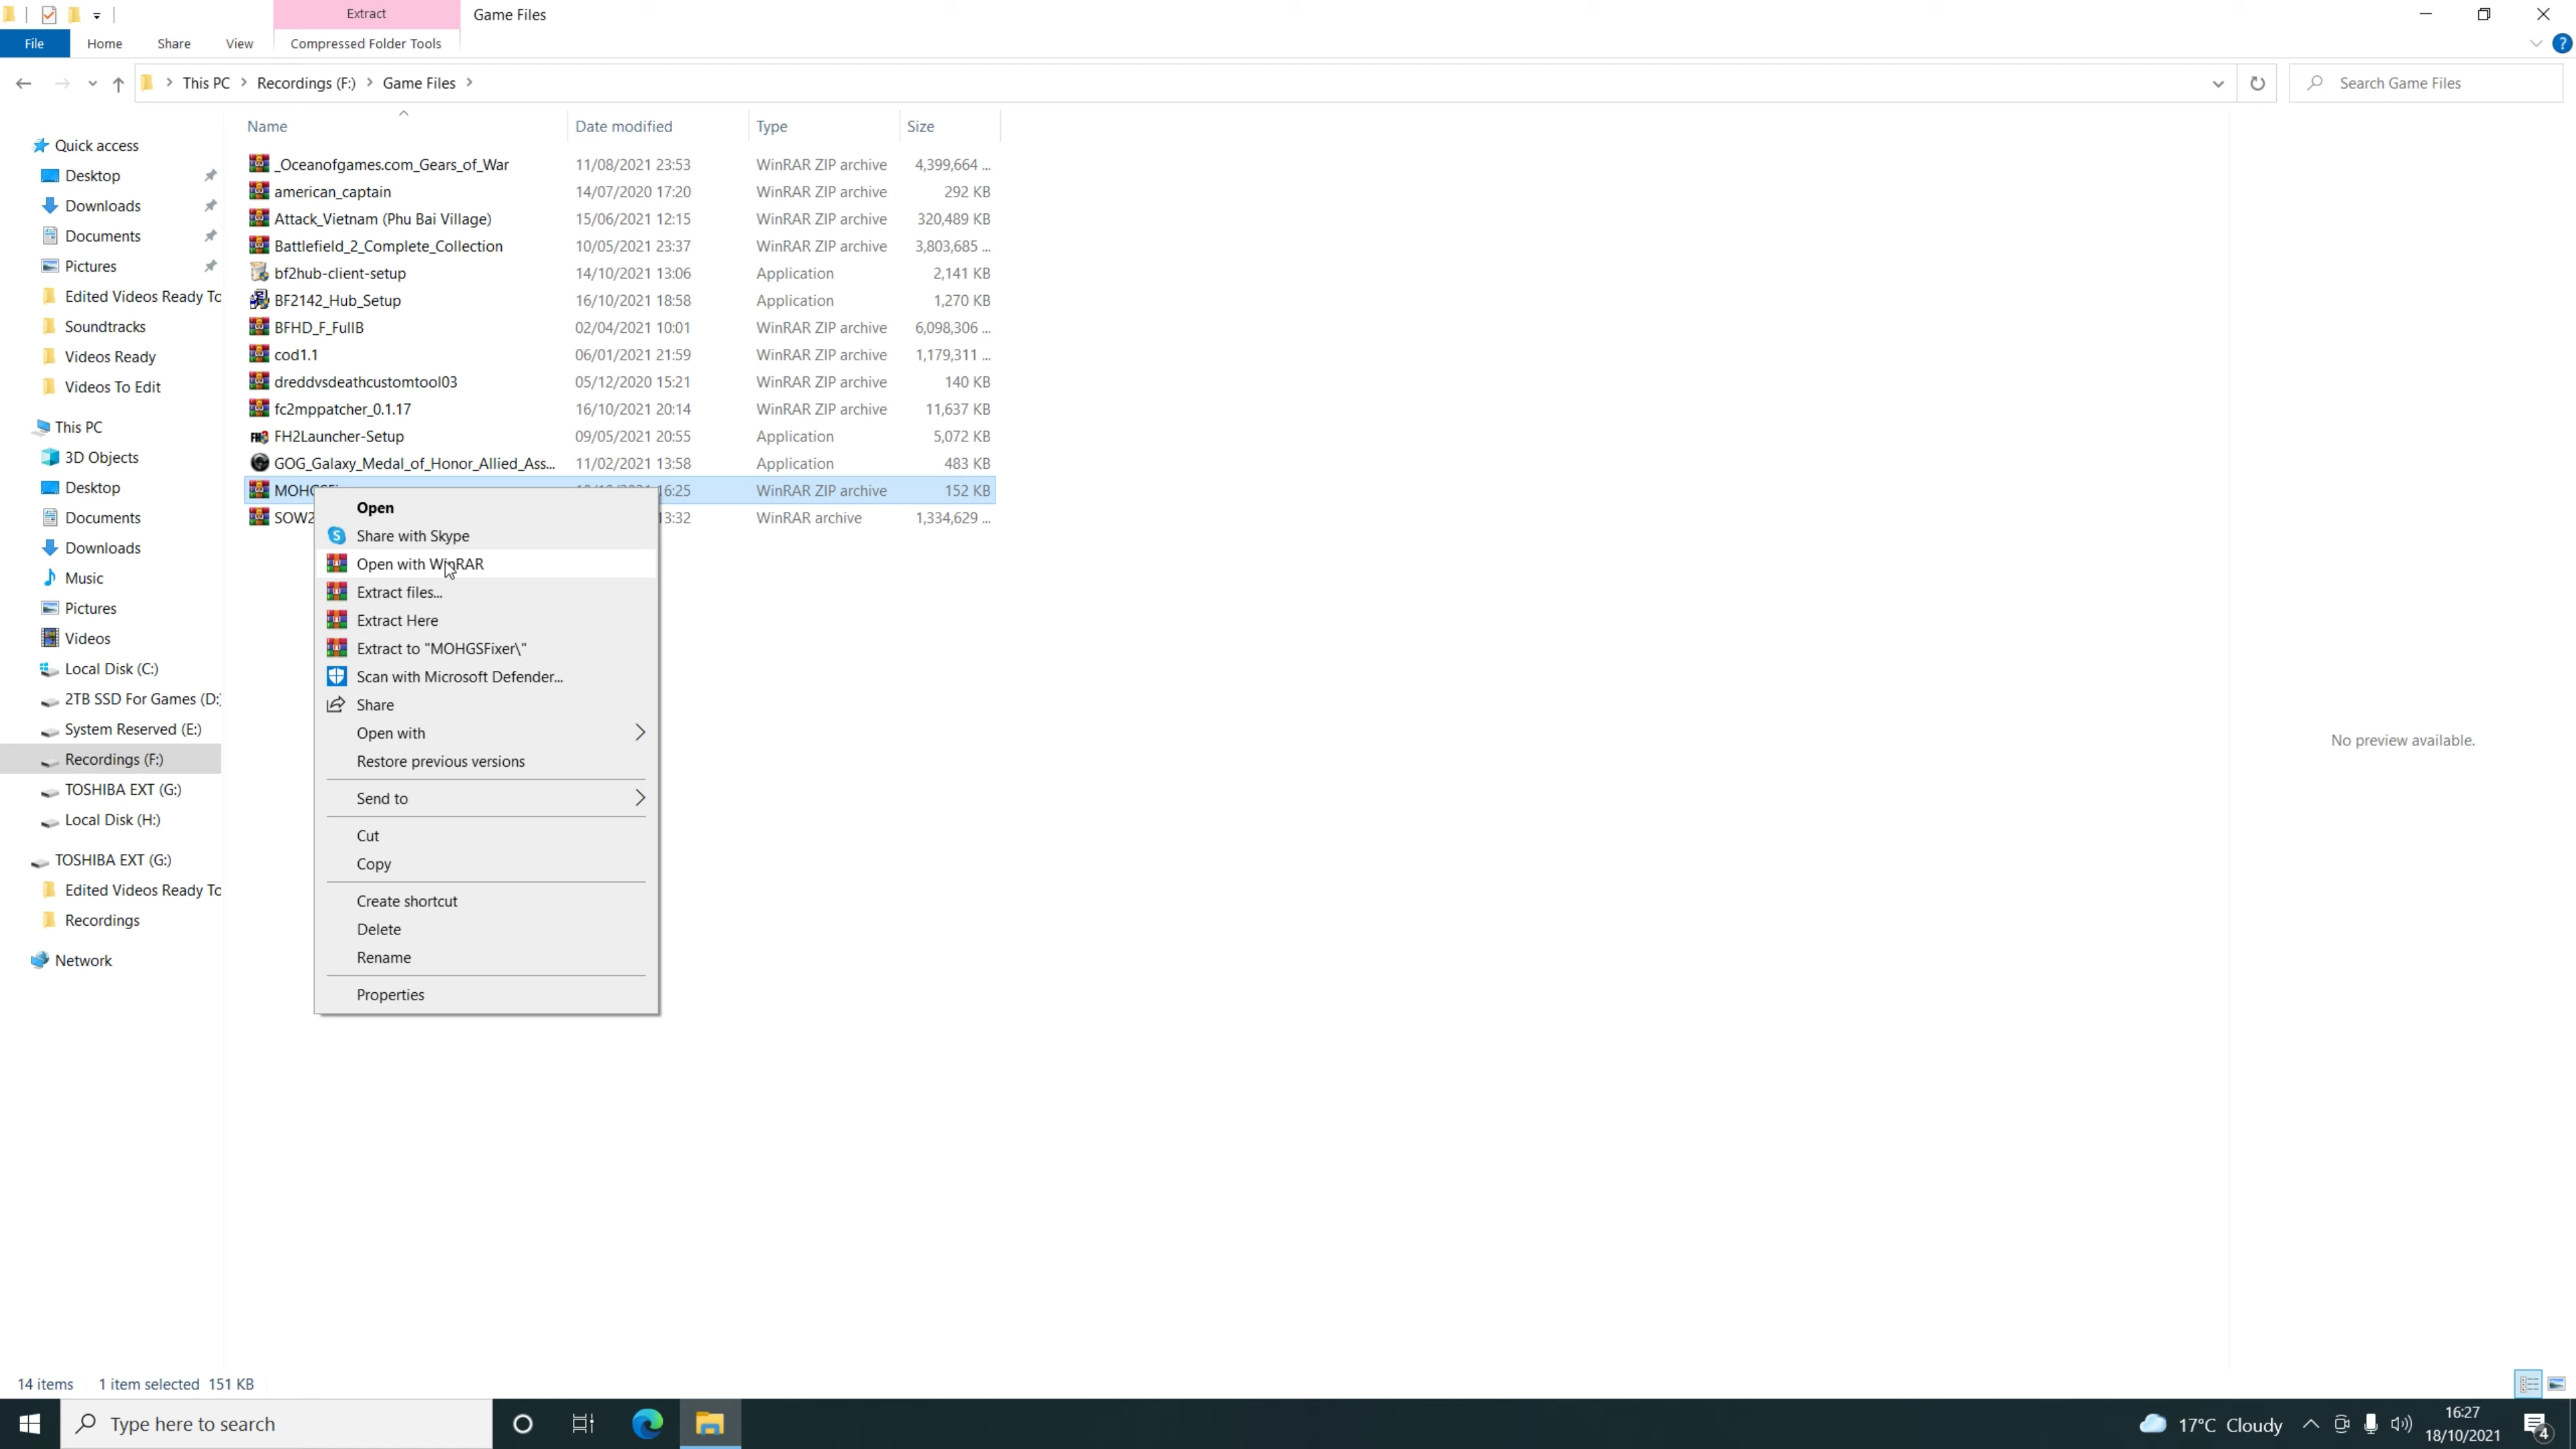 Extract
Game Files
File
Home
Share
View
Compressed Folder Tools
This PC
Recordings (F:)
Game Files
Search Game Files
Name
Date modified
Type
Size
Quick access
Desktop
Downloads
Documents
Pictures
Edited Videos Ready To
Soundtracks
Videos Ready
Videos To Edit
This PC
3D Objects
Desktop
Documents
Downloads
Music
Pictures
Videos
Local Disk (C:)
2TB SSD For Games (D:
System Reserved (E:)
Recordings (F:)
TOSHIBA EXT (G:)
Local Disk (H:)
TOSHIBA EXT (G:)
Edited Videos Ready To
Recordings
Network
_Oceanofgames.com_Gears_of_War 11/08/2021 23:53 WinRAR ZIP archive 4,399,664 ...
american_captain 14/07/2020 17:20 WinRAR ZIP archive 292 KB
Attack_Vietnam (Phu Bai Village) 15/06/2021 12:15 WinRAR ZIP archive 320,489 KB
Battlefield_2_Complete_Collection 10/05/2021 23:37 WinRAR ZIP archive 3,803,685 ...
bf2hub-client-setup 14/10/2021 13:06 Application 2,141 KB
BF2142_Hub_Setup 16/10/2021 18:58 Application 1,270 KB
BFHD_F_FullB 02/04/2021 10:01 WinRAR ZIP archive 6,098,306 ...
cod1.1 06/01/2021 21:59 WinRAR ZIP archive 1,179,311 ...
dreddvsdeathcustomtool03 05/12/2020 15:21 WinRAR ZIP archive 140 KB
fc2mppatcher_0.1.17 16/10/2021 20:14 WinRAR ZIP archive 11,637 KB
FH2Launcher-Setup 09/05/2021 20:55 Application 5,072 KB
GOG_Galaxy_Medal_of_Honor_Allied_Ass... 11/02/2021 13:58 Application 483 KB
16:25 WinRAR ZIP archive 152 KB
SOW2 13:32 WinRAR archive 1,334,629 ...
Open
Share with Skype
Open with WinRAR
Extract files...
Extract Here
Extract to "MOHGSFixer\"
Scan with Microsoft Defender...
Share
Open with
Restore previous versions
Send to
Cut
Copy
Create shortcut
Delete
Rename
Properties
No preview available.
14 items 1 item selected 151 KB
Type here to search
17°C Cloudy
16:27
18/10/2021
4